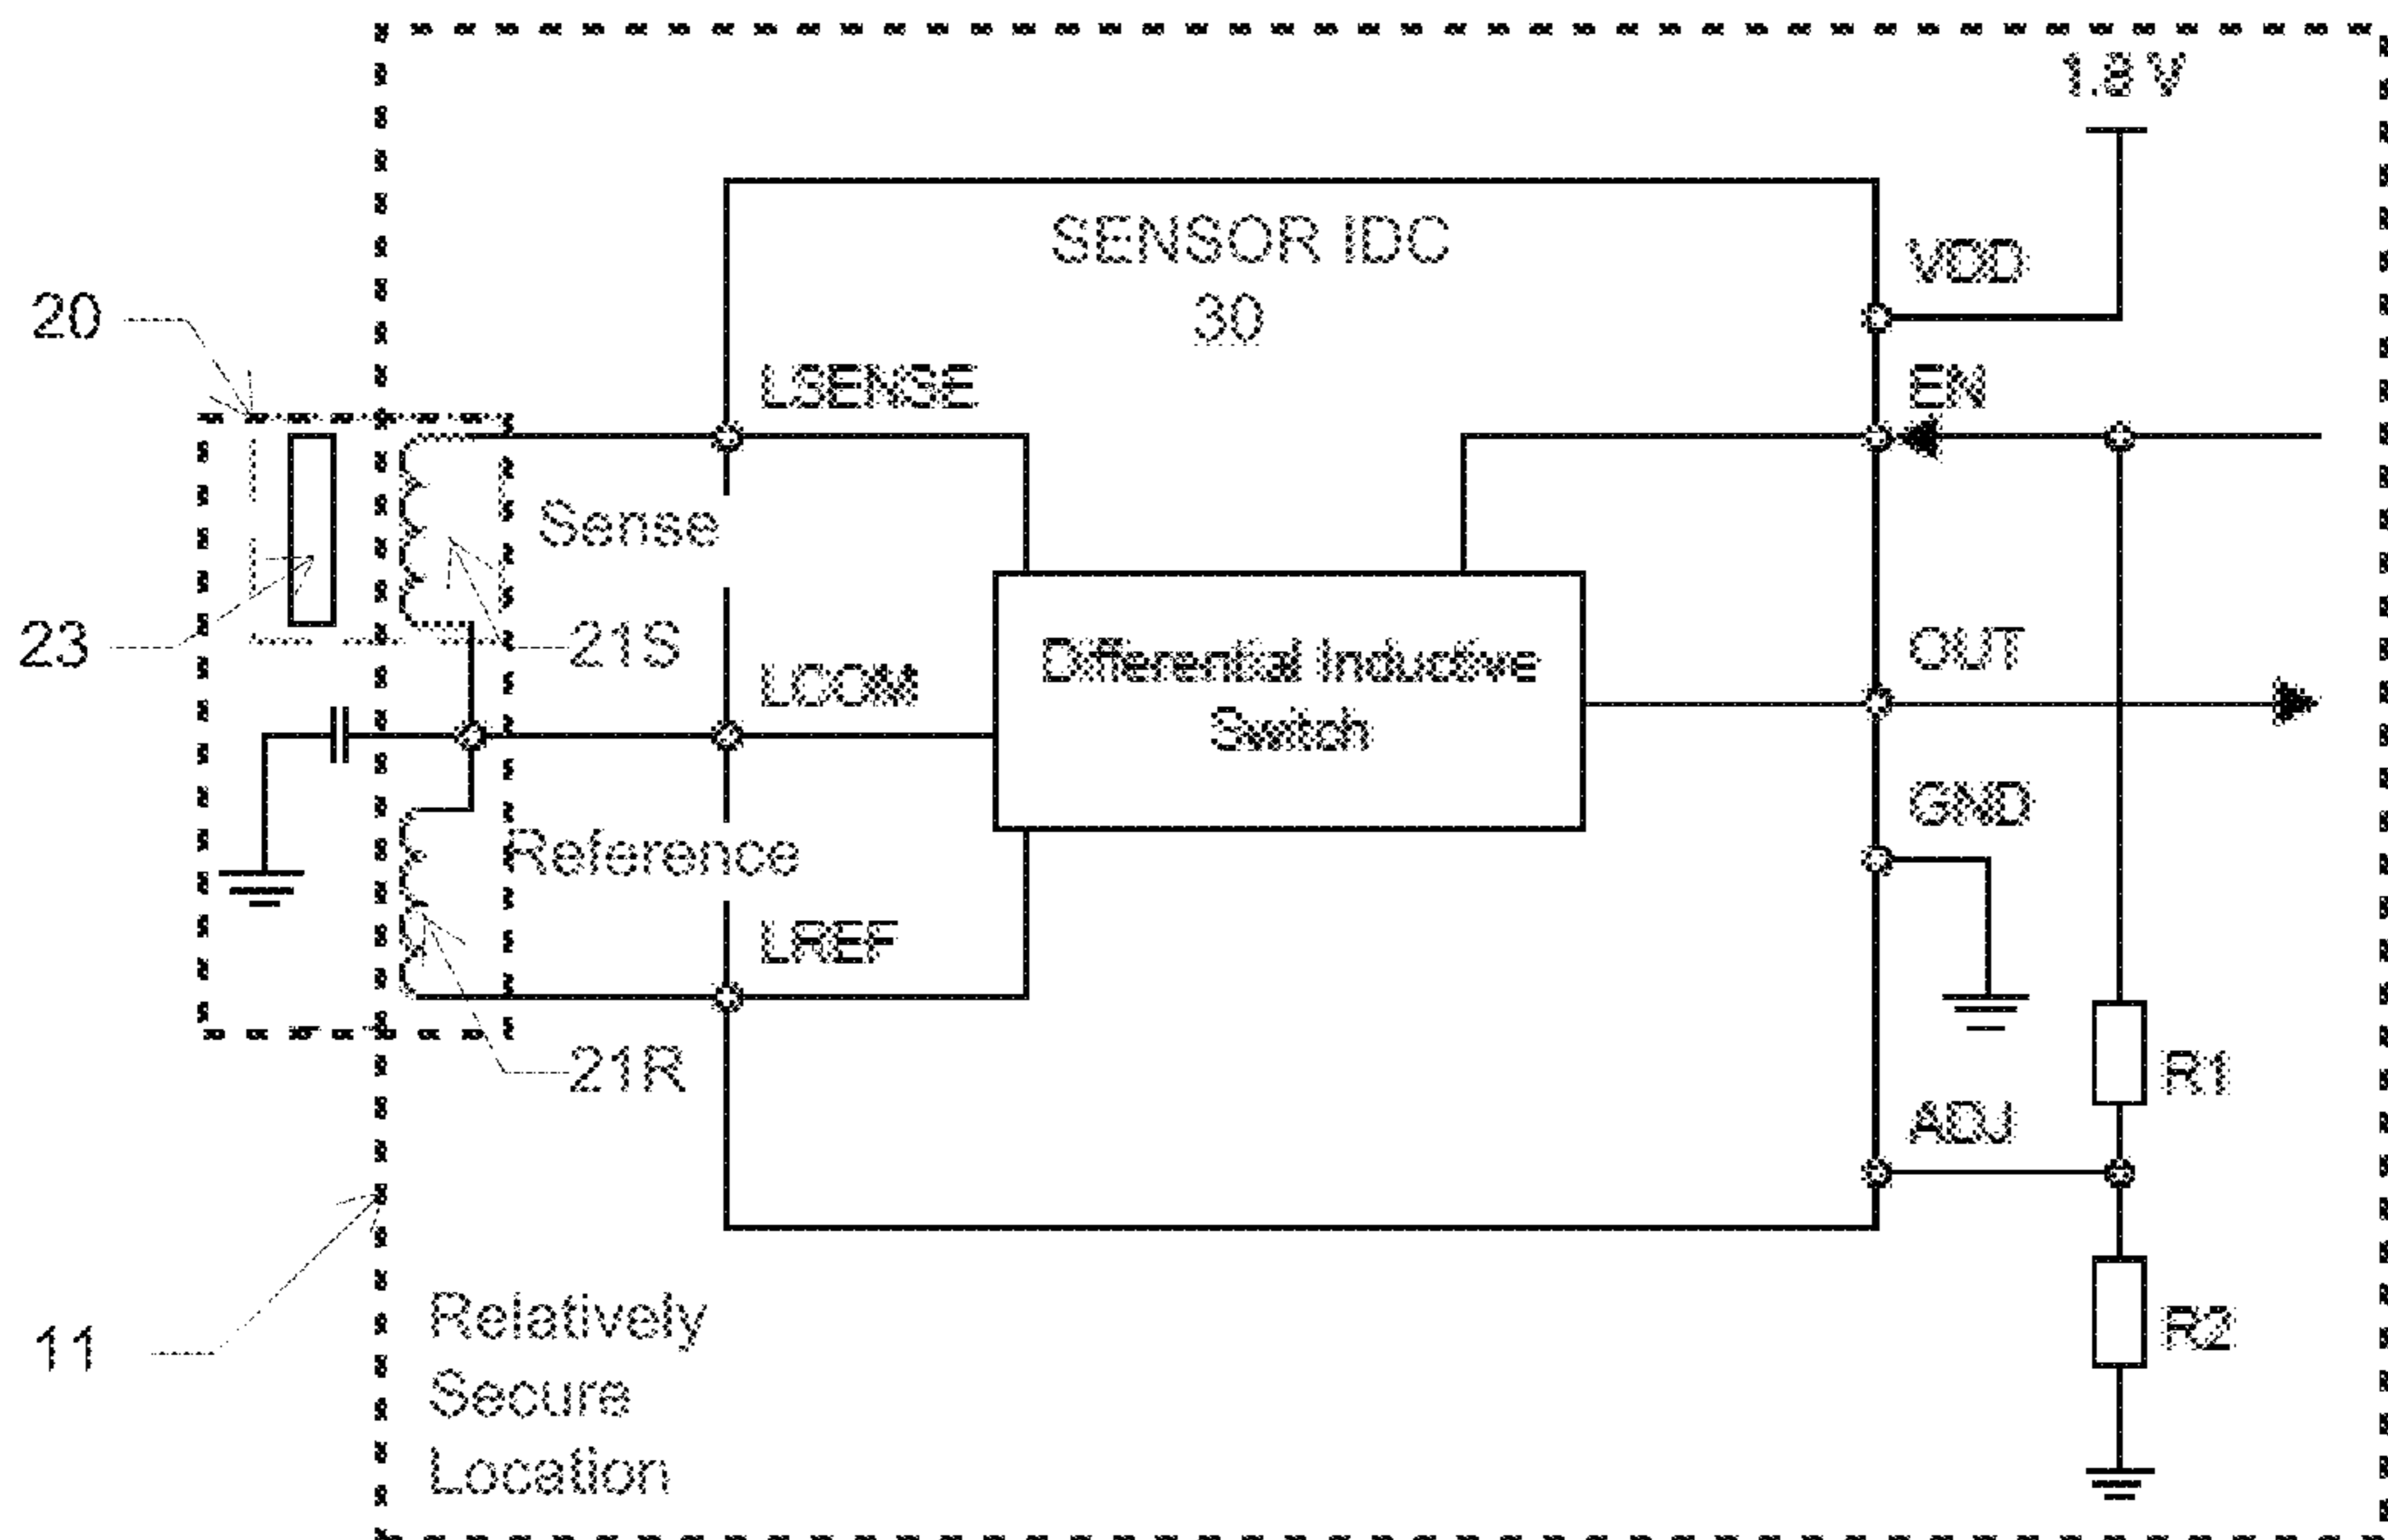 1.8 V
SENSOR IDC
30
VDD
20
LSENSE
EN
Sense
23
21S
LCOM
Differential Inductive
Switch
OUT
GND
Reference
LREF
21R
R1
ADJ
11
Relatively
Secure
Location
R2